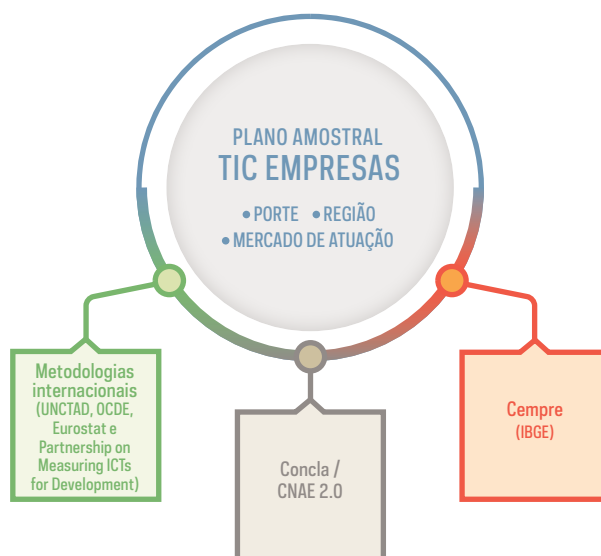 PLANO AMOSTRAL
TIC EMPRESAS
• PORTE • REGIÃO
• MERCADO DE ATUAÇÃO
Metodologias
internacionais
(UNCTAD, OCDE,
Eurostat e
Partnership on
Measuring ICTs
for Development)
Concla /
CNAE 2.0
Cempre
(IBGE)